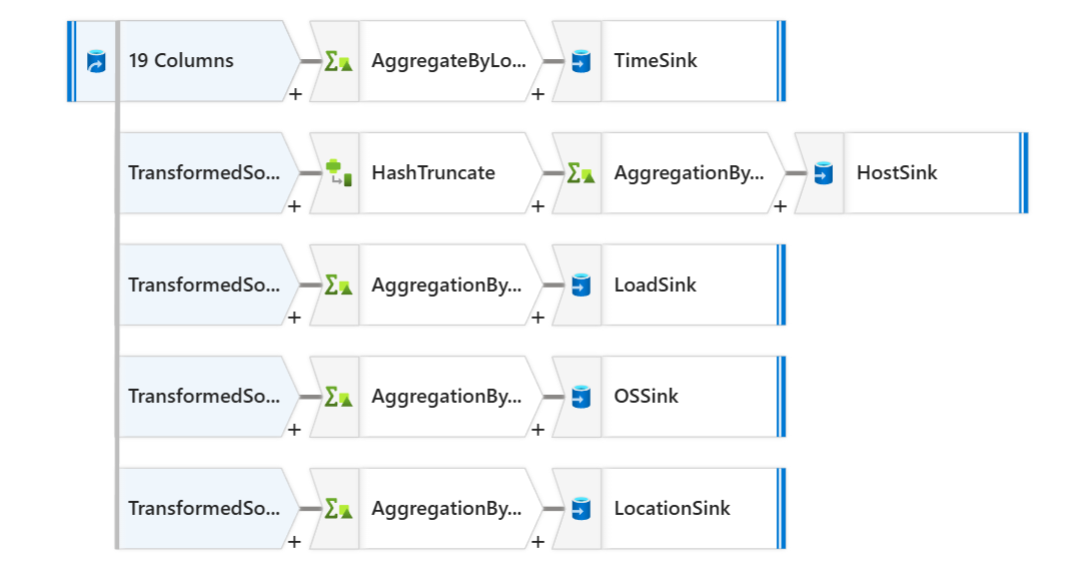 19 Columns
AggregateByLo...
TimeSink
+
+
TransformedSo...
HashTruncate
AggregationBy...
HostSink
+
+
+
TransformedSo...
AggregationBy...
LoadSink
+
+
TransformedSo...
AggregationBy...
OSSink
+
+
TransformedSo...
AggregationBy...
LocationSink
+
+